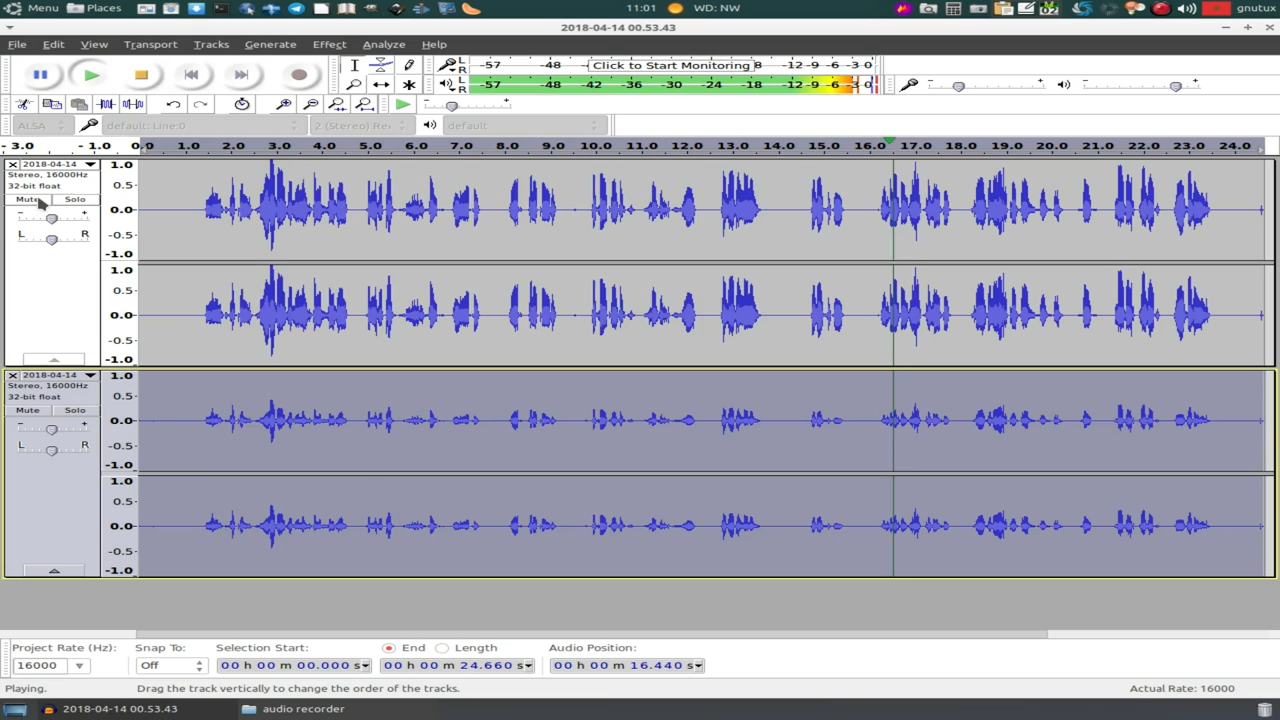 Menu Places 11:01 WD: NW 02 gnutux
2018-04-14 00.53.43
File Edit View Transport Tracks Generate Effect Analyze Help
L R -57 -48 Click to Start Monitoring 8 -12 -9 -6 -3 0
L R -57 -48 -42 -36 -30 -24 -18 -12 -9 -6 -3 0
- + - +
- +
ALSA default: Line:0 2 (Stereo) Re default
- 3.0 - 1.0 0.0 1.0 2.0 3.0 4.0 5.0 6.0 7.0 8.0 9.0 10.0 11.0 12.0 13.0 14.0 15.0 16.0 17.0 18.0 19.0 20.0 21.0 22.0 23.0 24.0
2018-04-14 1.0
Stereo, 16000Hz
32-bit float 0.5
Mute Solo
- + 0.0
L R -0.5
-1.0
1.0
0.5
0.0
-0.5
-1.0
2018-04-14 1.0
Stereo, 16000Hz
32-bit float 0.5
Mute Solo
- + 0.0
L R -0.5
-1.0
1.0
0.5
0.0
-0.5
-1.0
Project Rate (Hz): Snap To: Selection Start: End Length Audio Position:
16000 Off 00 h 00 m 00.000 s 00 h 00 m 24.660 s 00 h 00 m 16.440 s
Playing. Drag the track vertically to change the order of the tracks. Actual Rate: 16000
2018-04-14 00.53.43 audio recorder